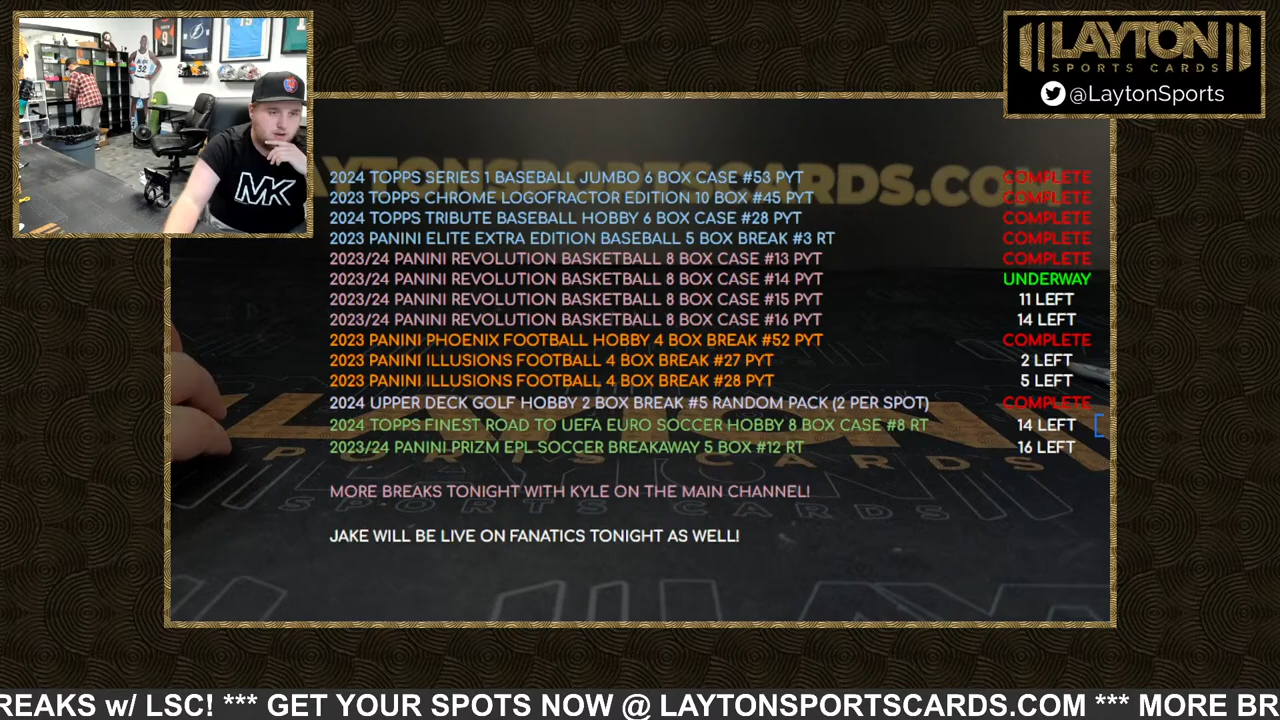 LAYTON
SPORTS CARDS
@LaytonSports
LAYTONSPORTSCARDS.CO
2024 TOPPS SERIES 1 BASEBALL JUMBO 6 BOX CASE #53 PYT COMPLETE
2023 TOPPS CHROME LOGOFRACTOR EDITION 10 BOX #45 PYT COMPLETE
2024 TOPPS TRIBUTE BASEBALL HOBBY 6 BOX CASE #28 PYT COMPLETE
2023 PANINI ELITE EXTRA EDITION BASEBALL 5 BOX BREAK #3 RT COMPLETE
2023/24 PANINI REVOLUTION BASKETBALL 8 BOX CASE #13 PYT COMPLETE
2023/24 PANINI REVOLUTION BASKETBALL 8 BOX CASE #14 PYT UNDERWAY
2023/24 PANINI REVOLUTION BASKETBALL 8 BOX CASE #15 PYT 11 LEFT
2023/24 PANINI REVOLUTION BASKETBALL 8 BOX CASE #16 PYT 14 LEFT
2023 PANINI PHOENIX FOOTBALL HOBBY 4 BOX BREAK #52 PYT COMPLETE
2023 PANINI ILLUSIONS FOOTBALL 4 BOX BREAK #27 PYT 2 LEFT
2023 PANINI ILLUSIONS FOOTBALL 4 BOX BREAK #28 PYT 5 LEFT
2024 UPPER DECK GOLF HOBBY 2 BOX BREAK #5 RANDOM PACK (2 PER SPOT) COMPLETE
2024 TOPPS FINEST ROAD TO UEFA EURO SOCCER HOBBY 8 BOX CASE #8 RT 14 LEFT
2023/24 PANINI PRIZM EPL SOCCER BREAKAWAY 5 BOX #12 RT 16 LEFT
MORE BREAKS TONIGHT WITH KYLE ON THE MAIN CHANNEL!
JAKE WILL BE LIVE ON FANATICS TONIGHT AS WELL!
MK
32
9
REAKS w/ LSC! *** GET YOUR SPOTS NOW @ LAYTONSPORTSCARDS.COM *** MORE BR